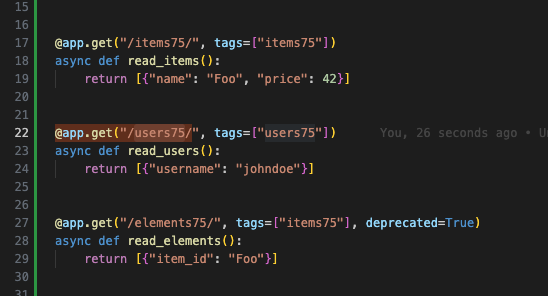 15
16
17 @app.get("/items75/", tags=["items75"])
18 async def read_items():
19     return [{"name": "Foo", "price": 42}]
20
21
22 @app.get("/users75/", tags=["users75"])     You, 26 seconds ago • Un
23 async def read_users():
24     return [{"username": "johndoe"}]
25
26
27 @app.get("/elements75/", tags=["items75"], deprecated=True)
28 async def read_elements():
29     return [{"item_id": "Foo"}]
30
31